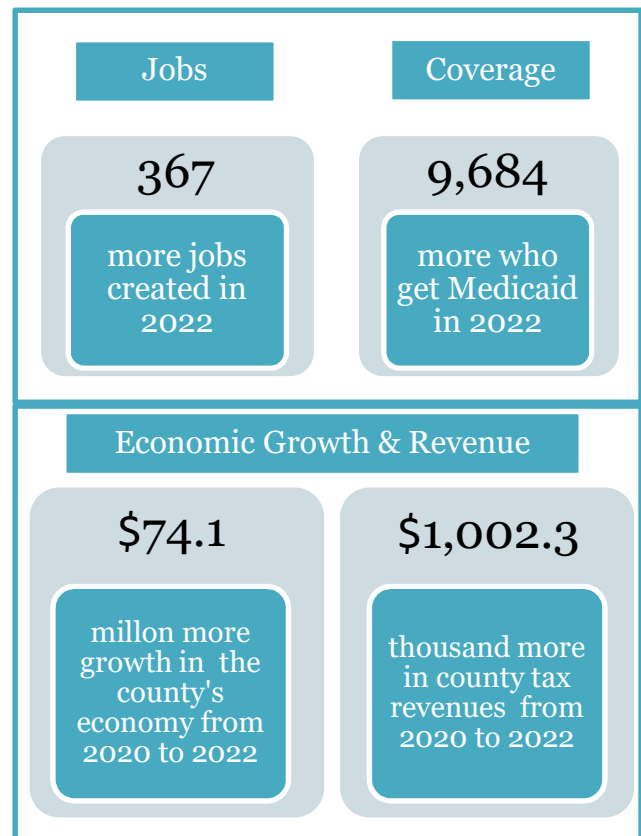 Jobs
Coverage
367
more jobs
created in
2022
9,684
more who
get Medicaid
in 2022
Economic Growth & Revenue
$74.1
millon more
growth in the
county's
economy from
2020 to 2022
$1,002.3
thousand more
in county tax
revenues from
2020 to 2022